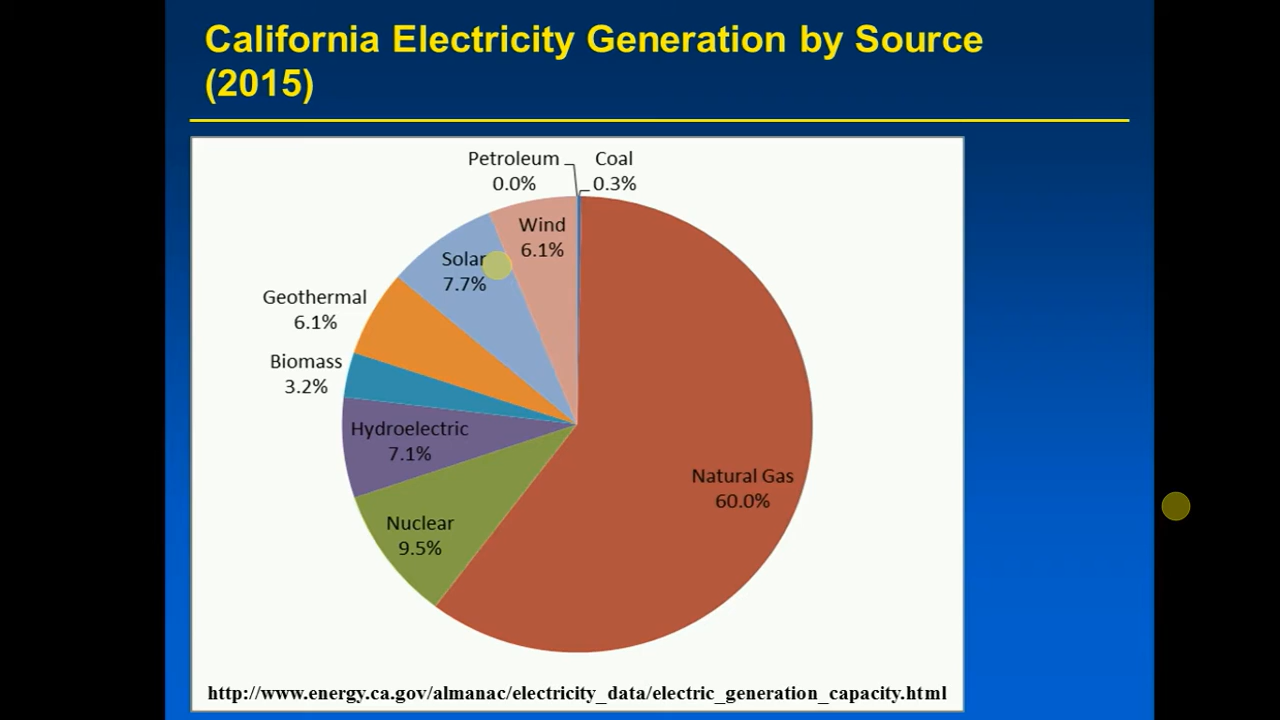 California Electricity Generation by Source
(2015)
Petroleum
0.0%
Coal
0.3%
Wind
6.1%
Solar
7.7%
Geothermal
6.1%
Biomass
3.2%
Hydroelectric
7.1%
Natural Gas
60.0%
Nuclear
9.5%
http://www.energy.ca.gov/almanac/electricity_data/electric_generation_capacity.html